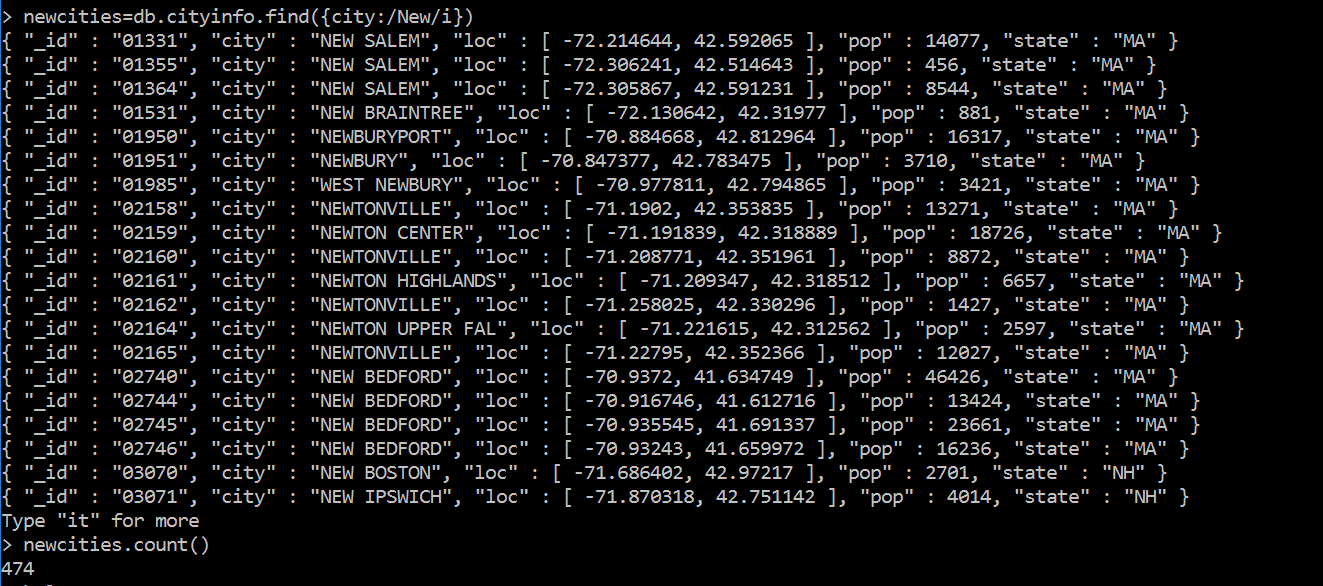 > newcities=db.cityinfo.find({city:/New/i})
{ "_id" : "01331", "city" : "NEW SALEM", "loc" : [ -72.214644, 42.592065 ], "pop" : 14077, "state" : "MA" }
{ "_id" : "01355", "city" : "NEW SALEM", "loc" : [ -72.306241, 42.514643 ], "pop" : 456, "state" : "MA" }
{ "_id" : "01364", "city" : "NEW SALEM", "loc" : [ -72.305867, 42.591231 ], "pop" : 8544, "state" : "MA" }
{ "_id" : "01531", "city" : "NEW BRAINTREE", "loc" : [ -72.130642, 42.31977 ], "pop" : 881, "state" : "MA" }
{ "_id" : "01950", "city" : "NEWBURYPORT", "loc" : [ -70.884668, 42.812964 ], "pop" : 16317, "state" : "MA" }
{ "_id" : "01951", "city" : "NEWBURY", "loc" : [ -70.847377, 42.783475 ], "pop" : 3710, "state" : "MA" }
{ "_id" : "01985", "city" : "WEST NEWBURY", "loc" : [ -70.977811, 42.794865 ], "pop" : 3421, "state" : "MA" }
{ "_id" : "02158", "city" : "NEWTONVILLE", "loc" : [ -71.1902, 42.353835 ], "pop" : 13271, "state" : "MA" }
{ "_id" : "02159", "city" : "NEWTON CENTER", "loc" : [ -71.191839, 42.318889 ], "pop" : 18726, "state" : "MA" }
{ "_id" : "02160", "city" : "NEWTONVILLE", "loc" : [ -71.208771, 42.351961 ], "pop" : 8872, "state" : "MA" }
{ "_id" : "02161", "city" : "NEWTON HIGHLANDS", "loc" : [ -71.209347, 42.318512 ], "pop" : 6657, "state" : "MA" }
{ "_id" : "02162", "city" : "NEWTONVILLE", "loc" : [ -71.258025, 42.330296 ], "pop" : 1427, "state" : "MA" }
{ "_id" : "02164", "city" : "NEWTON UPPER FAL", "loc" : [ -71.221615, 42.312562 ], "pop" : 2597, "state" : "MA" }
{ "_id" : "02165", "city" : "NEWTONVILLE", "loc" : [ -71.22795, 42.352366 ], "pop" : 12027, "state" : "MA" }
{ "_id" : "02740", "city" : "NEW BEDFORD", "loc" : [ -70.9372, 41.634749 ], "pop" : 46426, "state" : "MA" }
{ "_id" : "02744", "city" : "NEW BEDFORD", "loc" : [ -70.916746, 41.612716 ], "pop" : 13424, "state" : "MA" }
{ "_id" : "02745", "city" : "NEW BEDFORD", "loc" : [ -70.935545, 41.691337 ], "pop" : 23661, "state" : "MA" }
{ "_id" : "02746", "city" : "NEW BEDFORD", "loc" : [ -70.93243, 41.659972 ], "pop" : 16236, "state" : "MA" }
{ "_id" : "03070", "city" : "NEW BOSTON", "loc" : [ -71.686402, 42.97217 ], "pop" : 2701, "state" : "NH" }
{ "_id" : "03071", "city" : "NEW IPSWICH", "loc" : [ -71.870318, 42.751142 ], "pop" : 4014, "state" : "NH" }
Type "it" for more
> newcities.count()
474